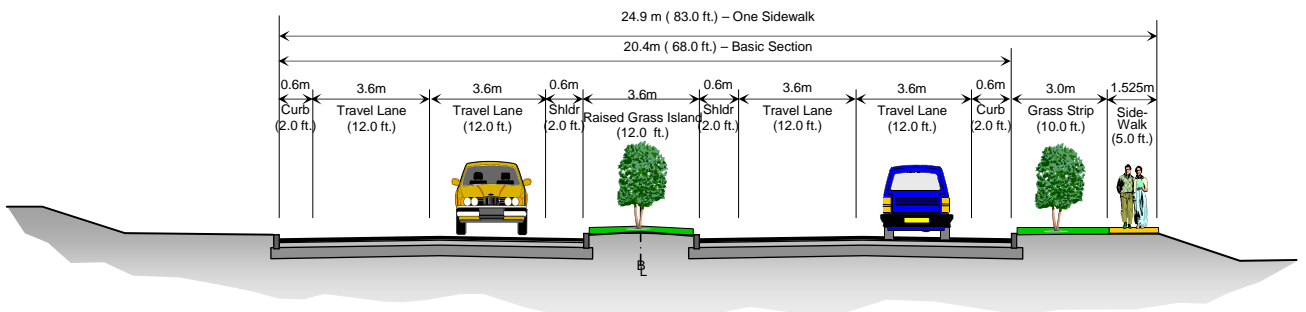 24.9 m ( 83.0 ft.) – One Sidewalk
20.4m ( 68.0 ft.) – Basic Section
0.6m
Curb
(2.0 ft.)
3.6m
Travel Lane
(12.0 ft.)
3.6m
Travel Lane
(12.0 ft.)
0.6m
Shldr
(2.0 ft.)
3.6m
Raised Grass Island
(12.0 ft.)
0.6m
Shldr
(2.0 ft.)
3.6m
Travel Lane
(12.0 ft.)
3.6m
Travel Lane
(12.0 ft.)
0.6m
Curb
(2.0 ft.)
3.0m
Grass Strip
(10.0 ft.)
1.525m
Side-
Walk
(5.0 ft.)
BL